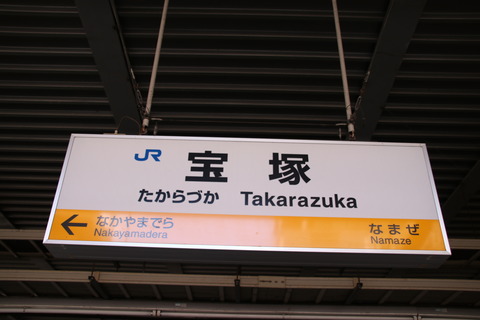 JR 宝塚
たからづか Takarazuka
なかやまでら なまぜ
Nakayamadera Namaze